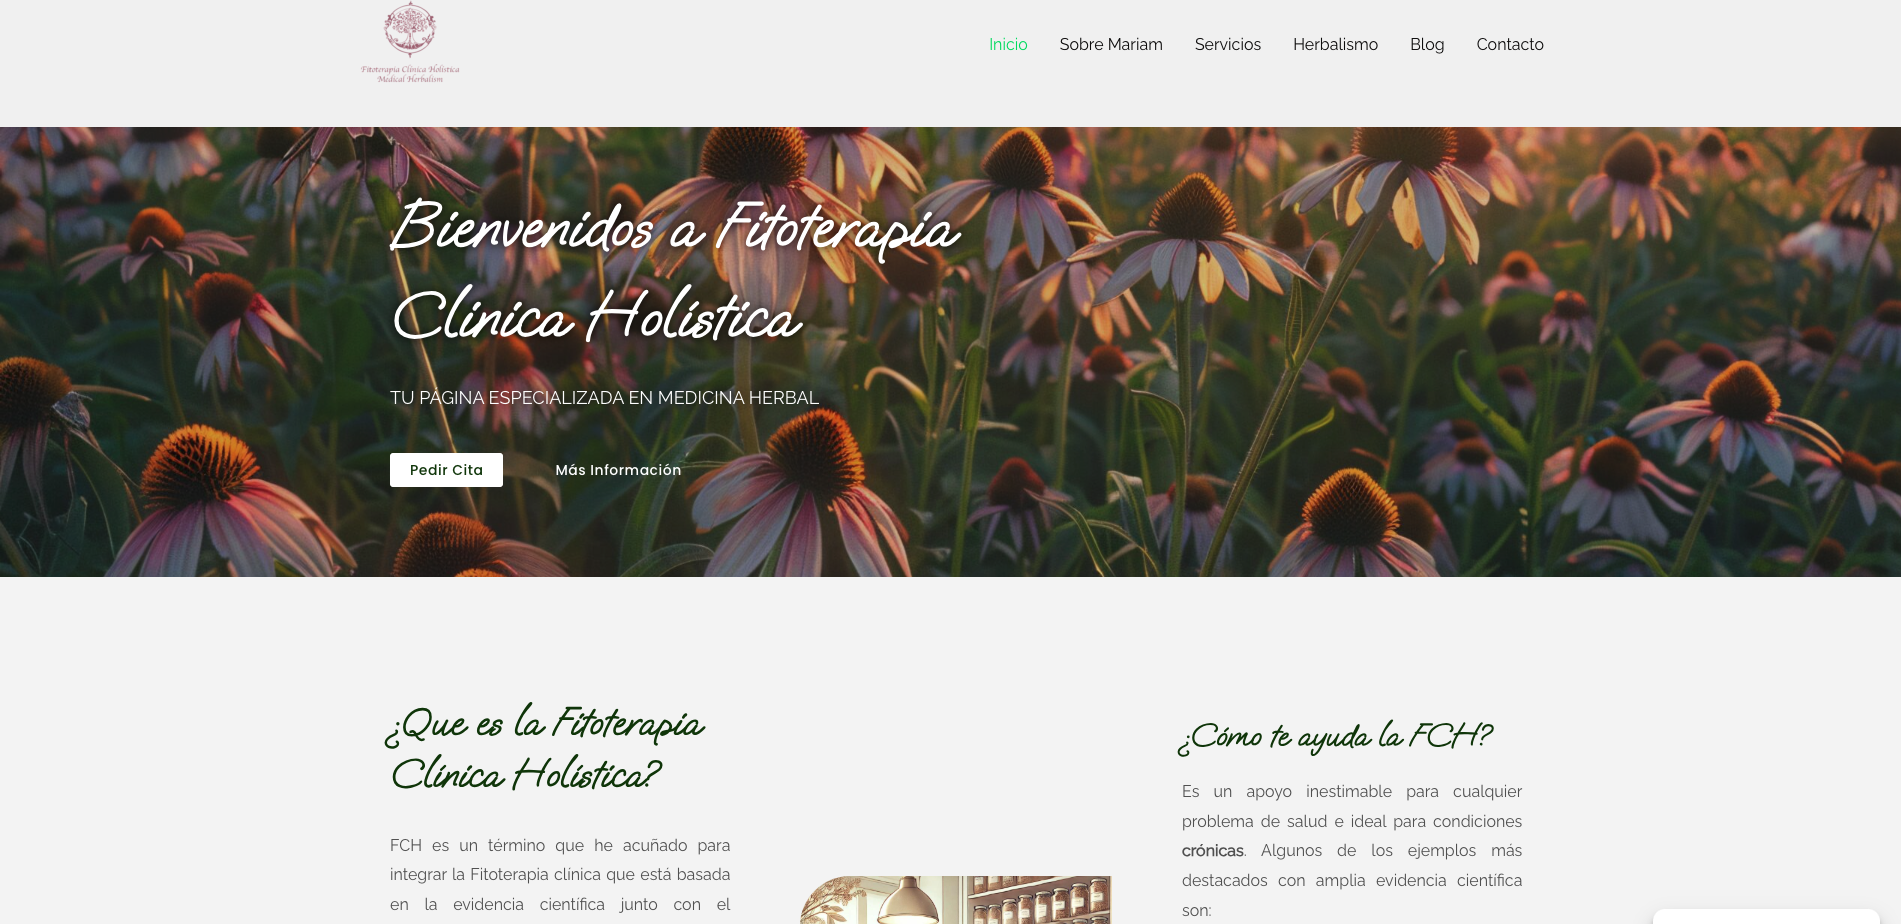 Fitoterapia Clínica Holística
Medical Herbalism
Inicio
Sobre Mariam
Servicios
Herbalismo
Blog
Contacto
Bienvenidos a Fitoterapia
Clínica Holística
TU PÁGINA ESPECIALIZADA EN MEDICINA HERBAL
Pedir Cita
Más Información
¿Que es la Fitoterapia
Clínica Holística?
FCH es un término que he acuñado para
integrar la Fitoterapia clínica que está basada
en la evidencia científica junto con el
¿Cómo te ayuda la FCH?
Es un apoyo inestimable para cualquier
problema de salud e ideal para condiciones
crónicas. Algunos de los ejemplos más
destacados con amplia evidencia científica
son: